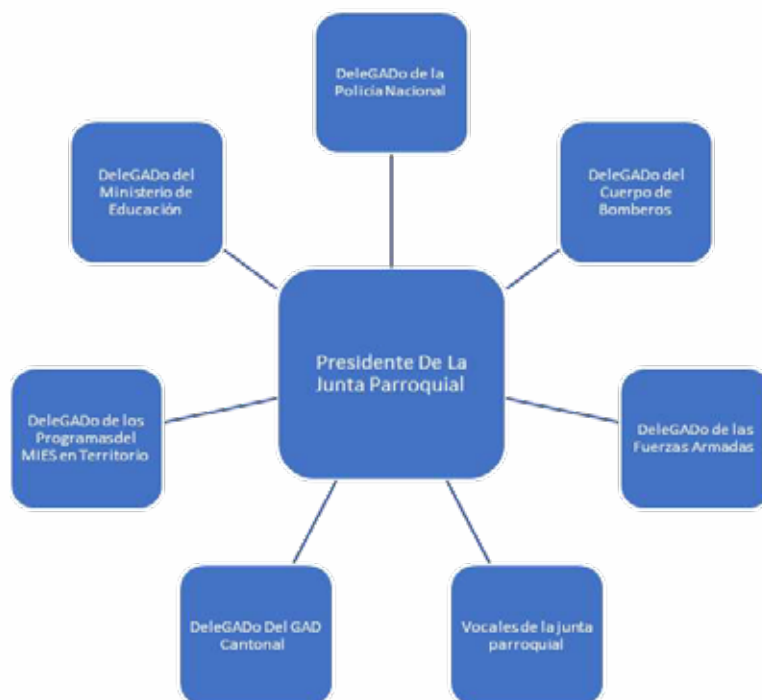 DeleGADo de la
Policía Nacional
DeleGADo del
Cuerpo de
Bomberos
DeleGADo de las
Fuerzas Armadas
Vocales de la junta
parroquial
DeleGADo Del GAD
Cantonal
DeleGADo de los
Programasdel
MIES en Territorio
DeleGADo del
Ministerio de
Educación
Presidente De La
Junta Parroquial